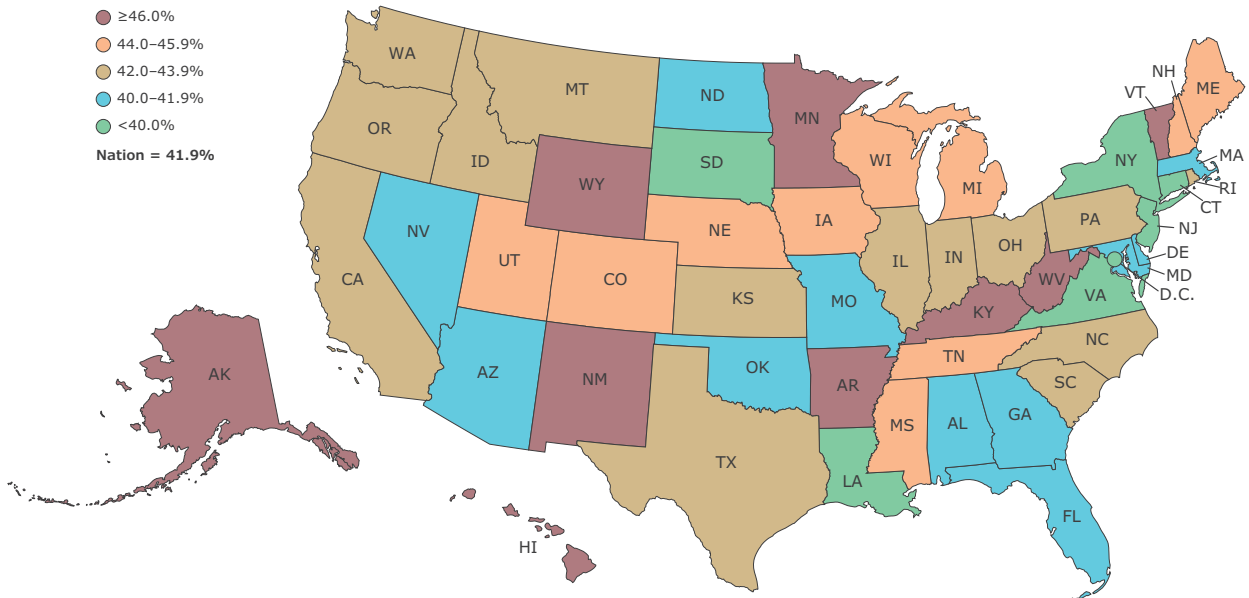 ≥46.0%
44.0–45.9%
42.0–43.9%
40.0–41.9%
<40.0%
Nation = 41.9%
WA
MT
ND
MN
NH
VT
ME
OR
ID
SD
WI
NY
MA
WY
MI
RI
CT
NE
IA
PA
NJ
NV
UT
IL
IN
OH
DE
CA
CO
WV
MD
KS
MO
VA
D.C.
KY
NC
AK
AZ
NM
OK
AR
TN
SC
MS
AL
GA
TX
LA
FL
HI